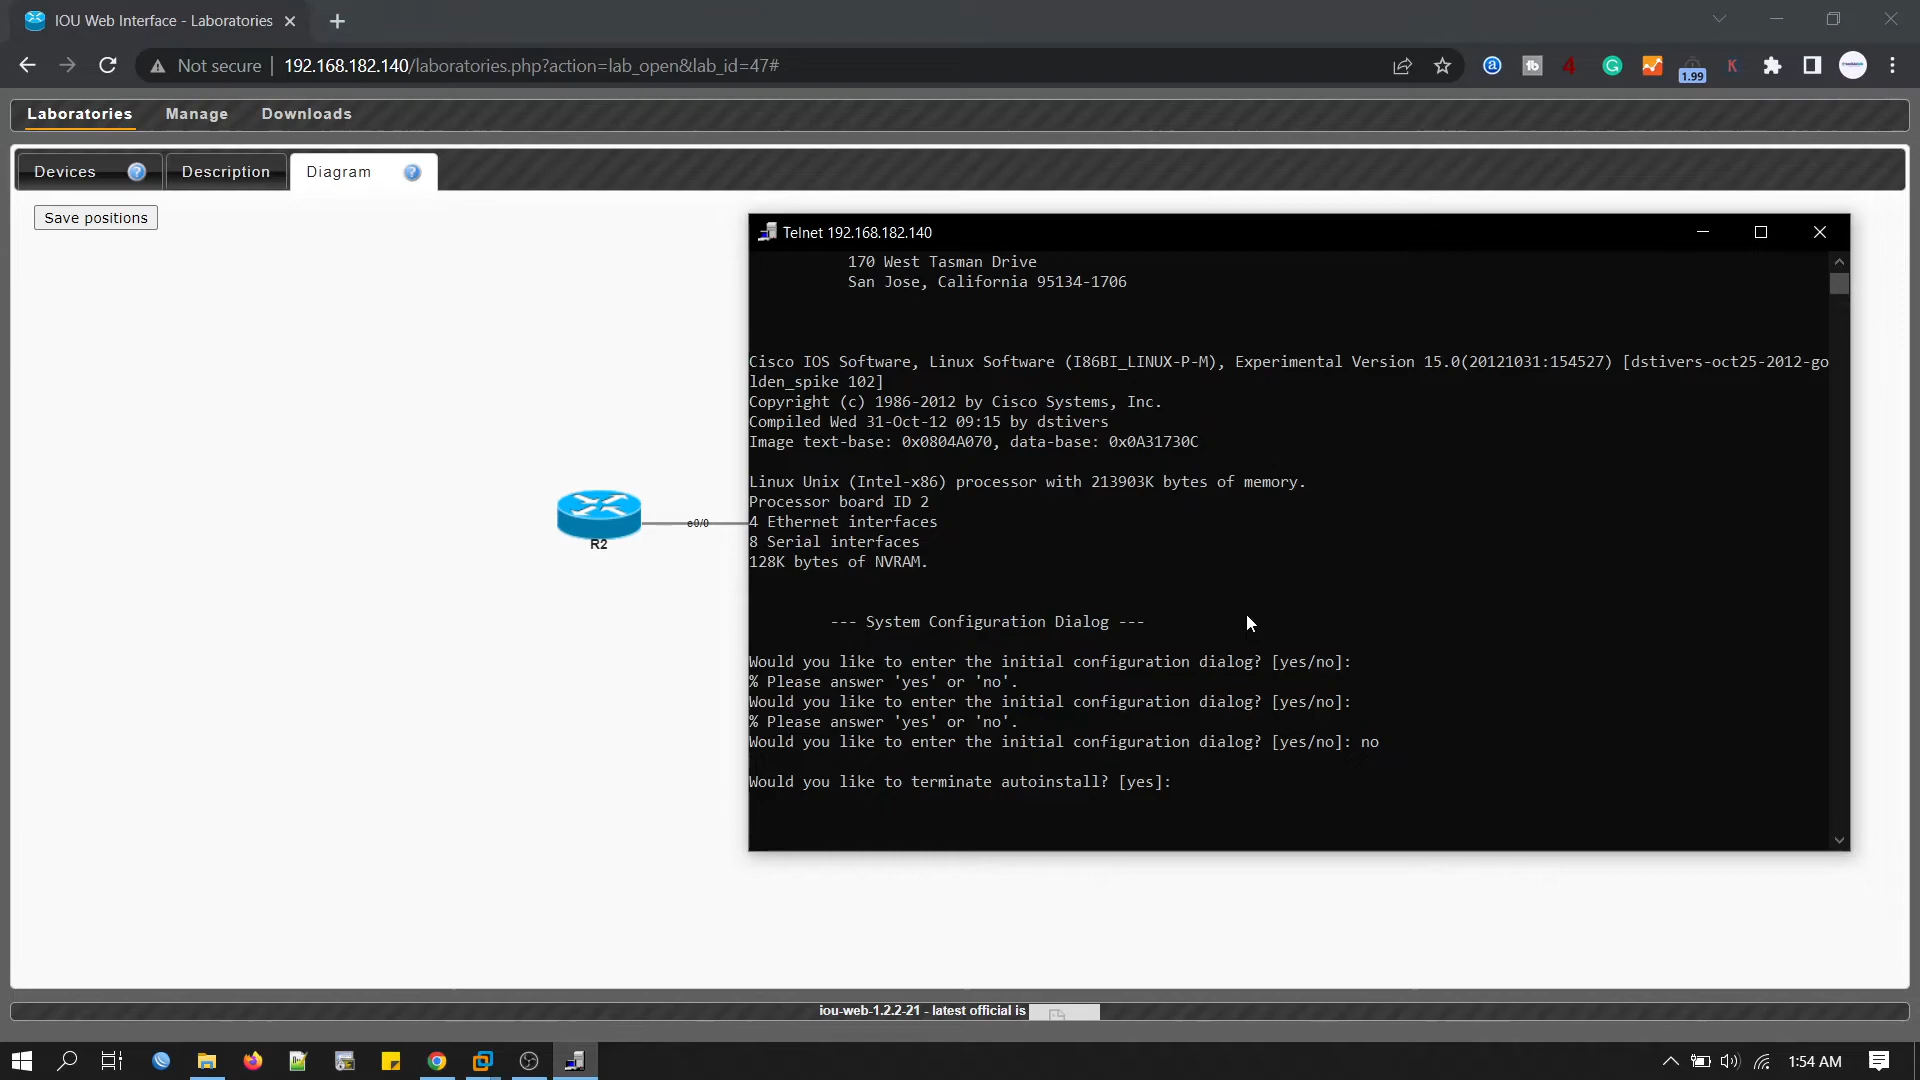 IOU Web Interface - Laboratories
Not secure
192.168.182.140/laboratories.php?action=lab_open&lab_id=47#
1.99
Laboratories Manage Downloads
Devices Description Diagram
Save positions
Telnet 192.168.182.140
170 West Tasman Drive
San Jose, California 95134-1706
Cisco IOS Software, Linux Software (I86BI_LINUX-P-M), Experimental Version 15.0(20121031:154527) [dstivers-oct25-2012-go
lden_spike 102]
Copyright (c) 1986-2012 by Cisco Systems, Inc.
Compiled Wed 31-Oct-12 09:15 by dstivers
Image text-base: 0x0804A070, data-base: 0x0A31730C
Linux Unix (Intel-x86) processor with 213903K bytes of memory.
Processor board ID 2
4 Ethernet interfaces
8 Serial interfaces
128K bytes of NVRAM.
e0/0
R2
--- System Configuration Dialog ---
Would you like to enter the initial configuration dialog? [yes/no]:
% Please answer 'yes' or 'no'.
Would you like to enter the initial configuration dialog? [yes/no]:
% Please answer 'yes' or 'no'.
Would you like to enter the initial configuration dialog? [yes/no]: no
Would you like to terminate autoinstall? [yes]:
iou-web-1.2.2-21 - latest official is
1:54 AM